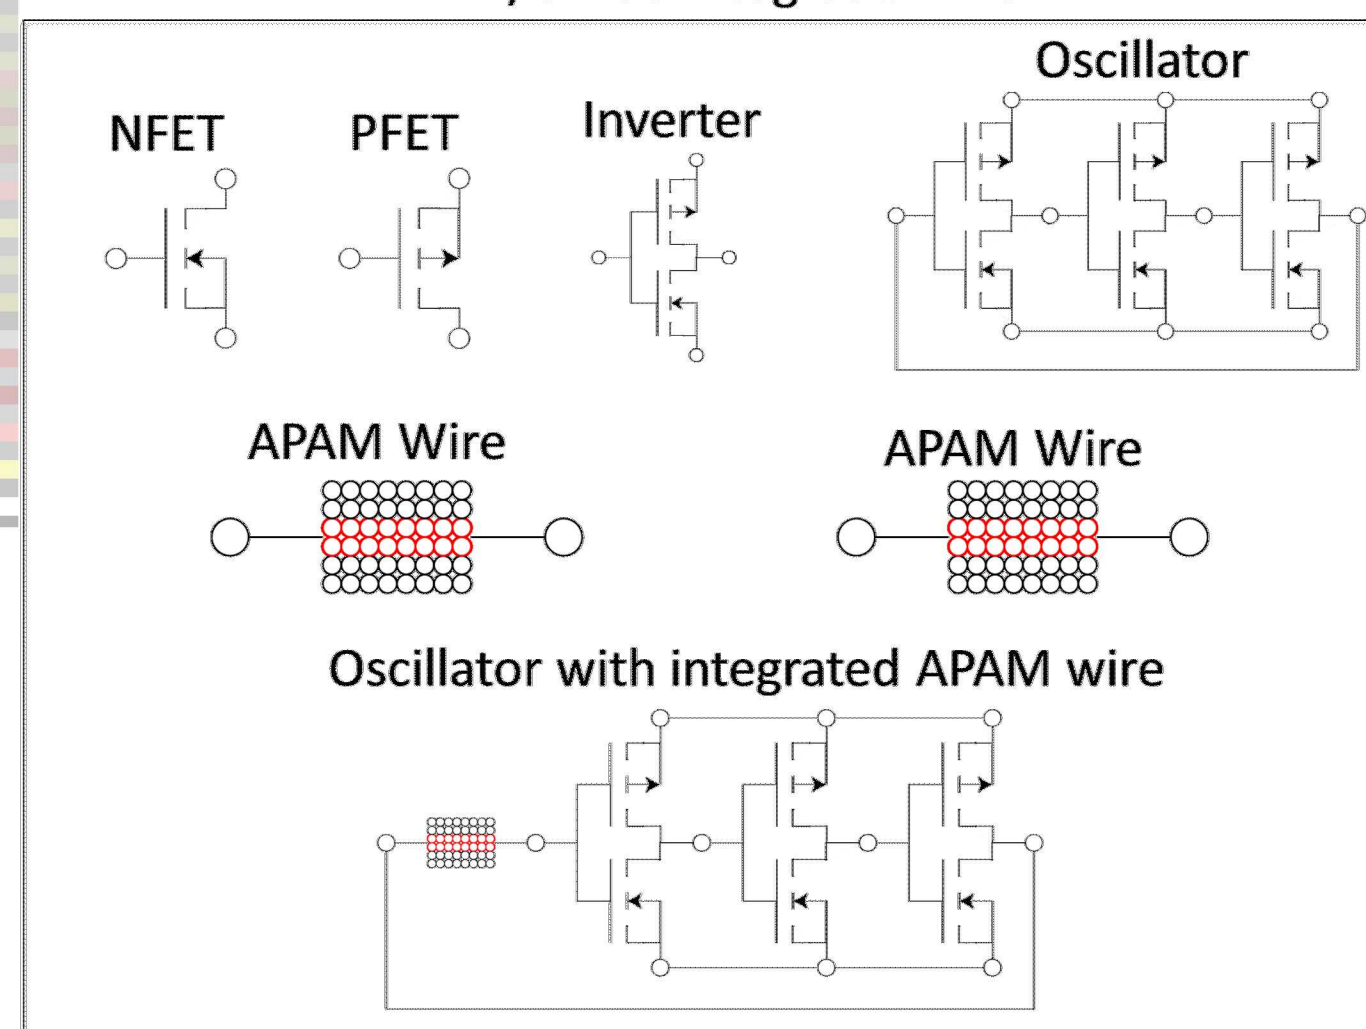 NFET
PFET
Inverter
Oscillator
APAM Wire
APAM Wire
Oscillator with integrated APAM wire